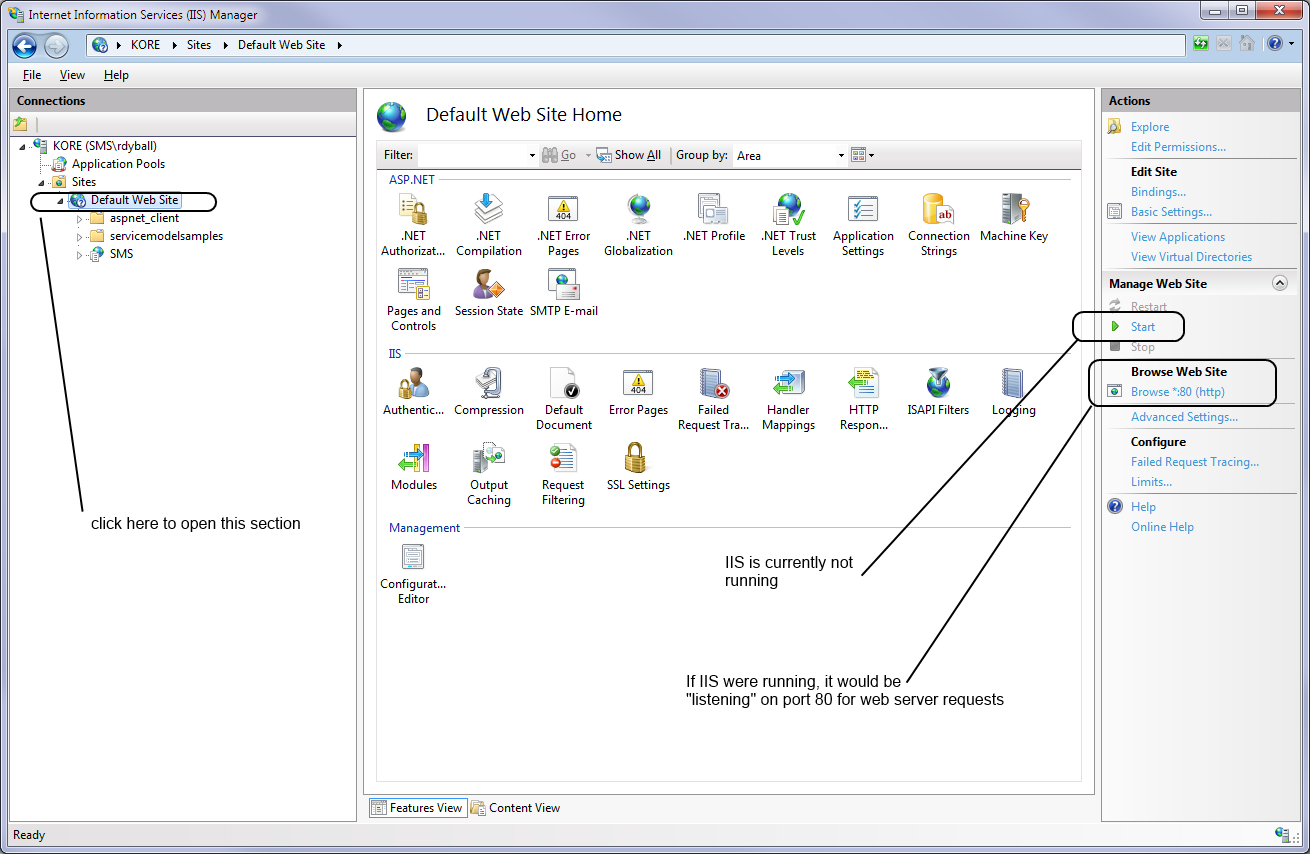 Internet Information Services (IIS) Manager
KORE
Sites
Default Web Site
File View Help
Connections
KORE (SMS\rdyball)
Application Pools
Sites
Default Web Site
aspnet_client
servicemodelsamples
SMS
click here to open this section
Default Web Site Home
Filter: Go Show All Group by: Area
ASP.NET
.NET Authorizat...
.NET Compilation
.NET Error Pages
.NET Globalization
.NET Profile
.NET Trust Levels
Application Settings
Connection Strings
Machine Key
Pages and Controls
Session State
SMTP E-mail
IIS
Authentic...
Compression
Default Document
Error Pages
Failed Request Tra...
Handler Mappings
HTTP Respon...
ISAPI Filters
Logging
Modules
Output Caching
Request Filtering
SSL Settings
Management
Configurat... Editor
IIS is currently not
running
If IIS were running, it would be
"listening" on port 80 for web server requests
Features View
Content View
Actions
Explore
Edit Permissions...
Edit Site
Bindings...
Basic Settings...
View Applications
View Virtual Directories
Manage Web Site
Restart
Start
Stop
Browse Web Site
Browse *:80 (http)
Advanced Settings...
Configure
Failed Request Tracing...
Limits...
Help
Online Help
Ready